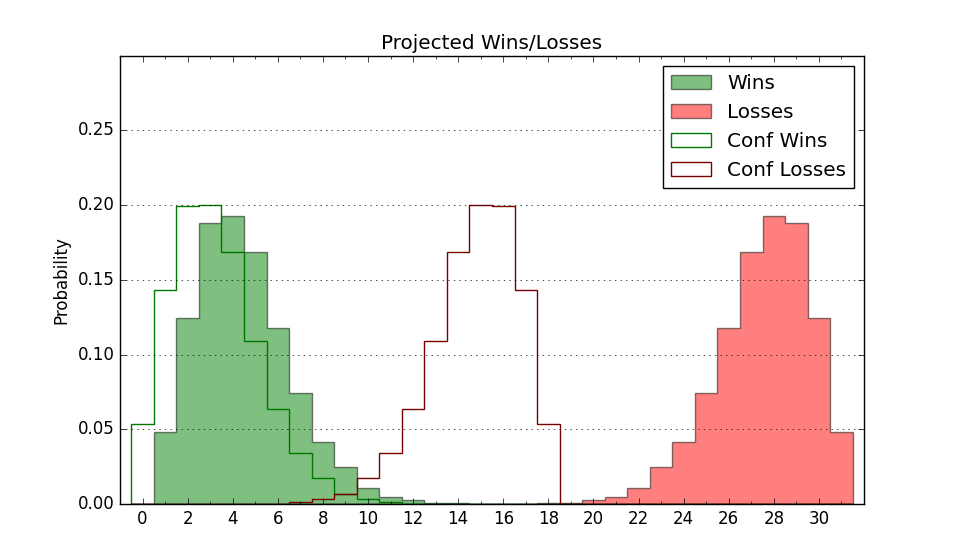 Projected Wins/Losses
Wins
Losses
Conf Wins
Conf Losses
Probability
0.25
0.20
0.15
0.10
0.05
0.00
0 2 4 6 8 10 12 14 16 18 20 22 24 26 28 30